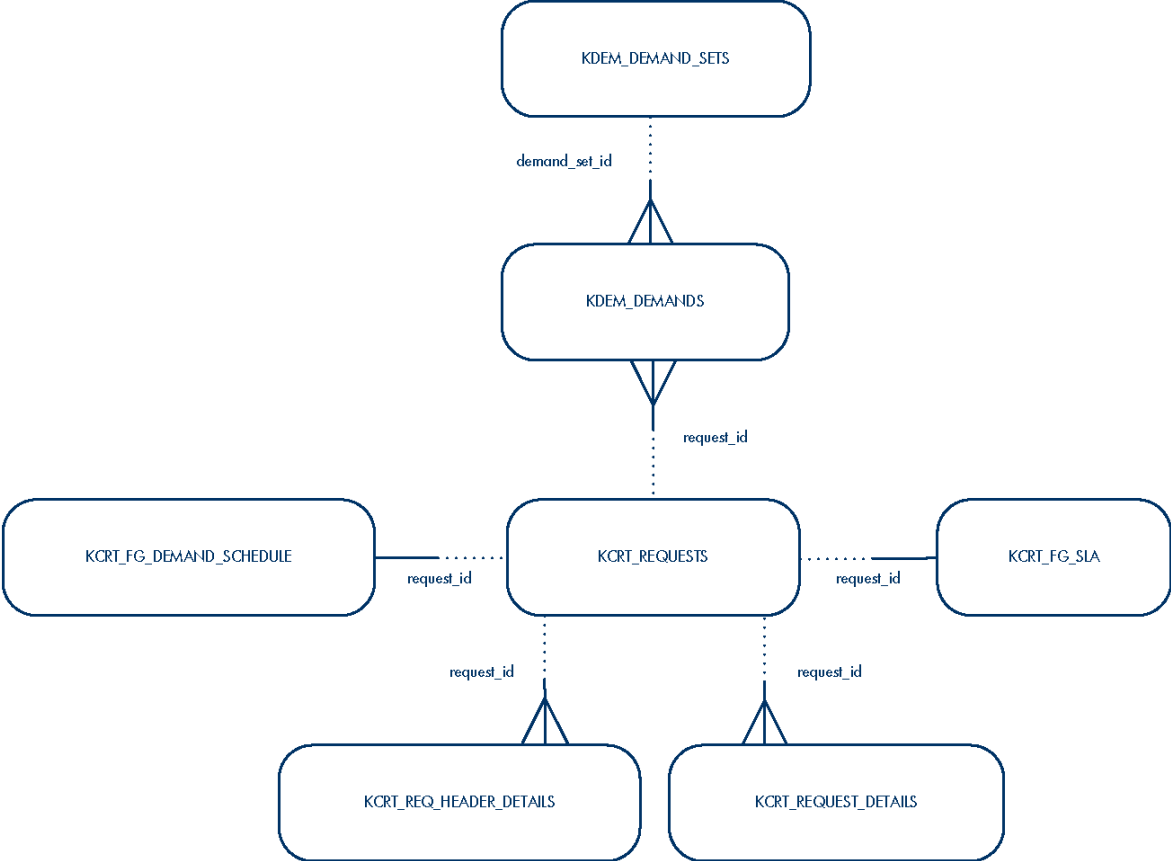 KDEM_DEMAND_SETS
demand_set_id
KDEM_DEMANDS
request_id
KCRT_FG_DEMAND_SCHEDULE
request_id
KCRT_REQUESTS
request_id
KCRT_FG_SLA
request_id
request_id
KCRT_REQ_HEADER_DETAILS
KCRT_REQUEST_DETAILS